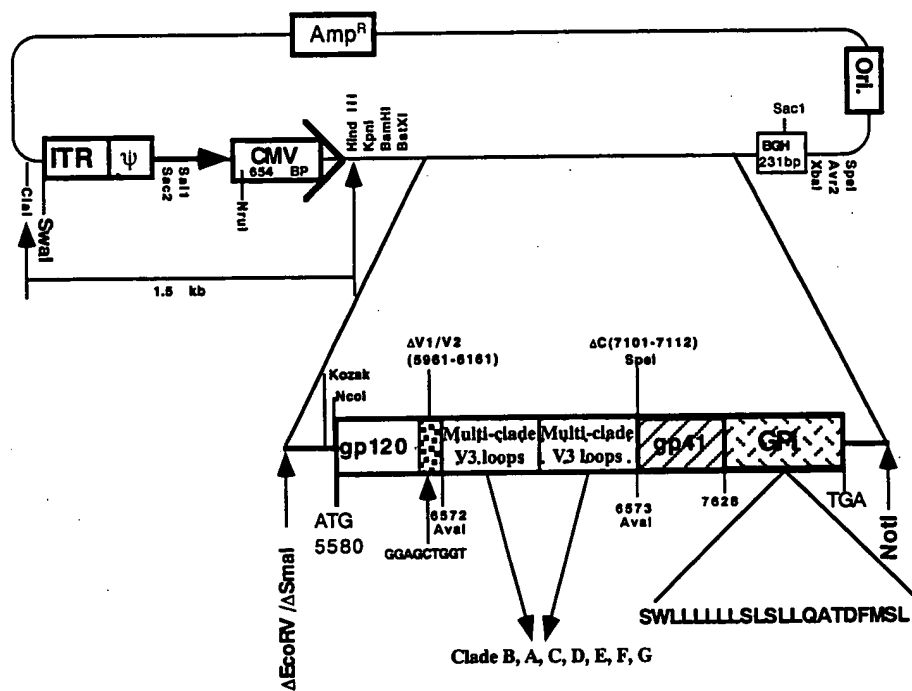 Amp^R
Ori.
Hind III
KpnI
BamHI
BstXI
Sac1
ITR
ψ
CMV
654 BP
BGH
231bp
Sal1
Sac2
NruI
ClaI
SwaI
XbaI
Avr2
SpeI
1.5 kb
ΔV1/V2
(5961-6161)
ΔC(7101-7112)
SpeI
Kozak
NcoI
gp120
Multi-clade
V3 loops
Multi-clade
V3 loops
gp41
GPI
ATG
5580
6572
AvaI
6573
AvaI
7628
TGA
GGAGCTGGT
NotI
ΔEcoRV /ΔSmaI
SWLLLLLLSLSLLQATDFMSL
Clade B, A, C, D, E, F, G